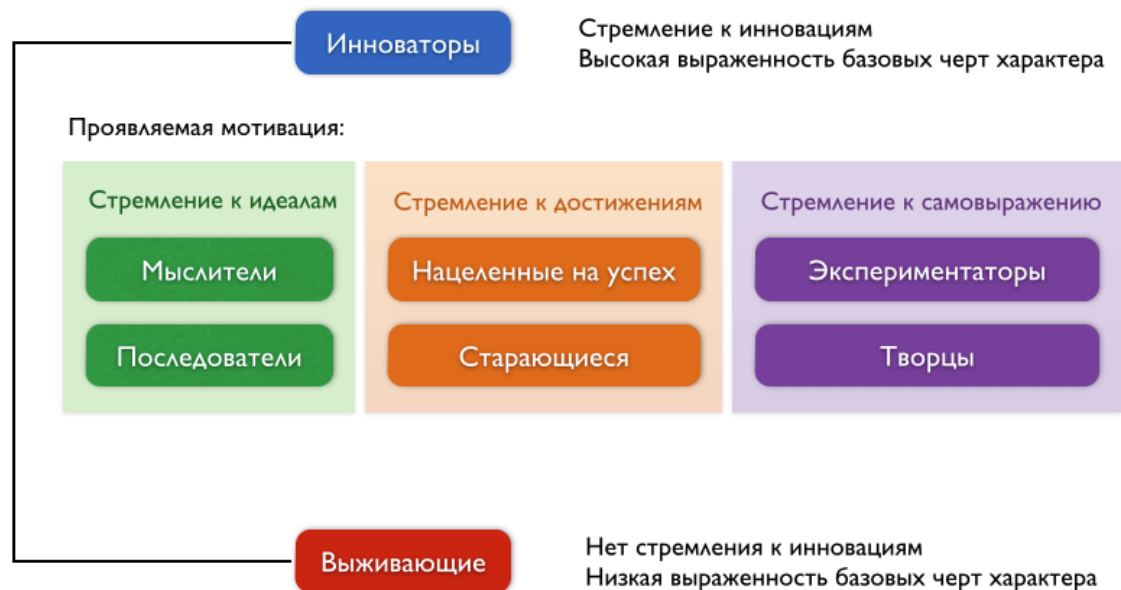 Инноваторы
Стремление к инновациям
Высокая выраженность базовых черт характера
Проявляемая мотивация:
Стремление к идеалам
Стремление к достижениям
Стремление к самовыражению
Мыслители
Нацеленные на успех
Экспериментаторы
Последователи
Старающиеся
Творцы
Выживающие
Нет стремления к инновациям
Низкая выраженность базовых черт характера